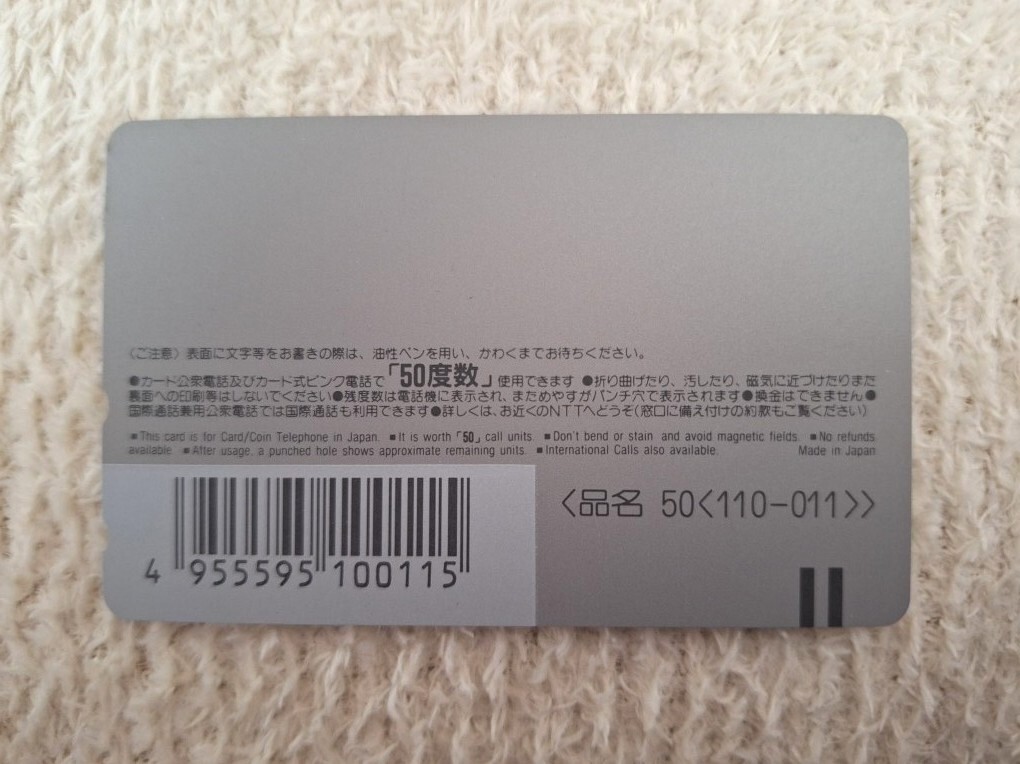 〈ご注意〉表面に文字等をお書きの際は、油性ペンを用い、かわくまでお待ちください。
●カード公衆電話及びカード式ピンク電話で「50度数」使用できます ●折り曲げたり、汚したり、磁気に近づけたりまた
裏面への印刷等はしないでください●残度数は電話機に表示され、まためやすがパンチ穴で表示されます●換金はできません●
国際通話兼用公衆電話では国際通話も利用できます●詳しくは、お近くのNTTへどうぞ(窓口に備え付けの約款もご覧ください)
■This card is for Card/Coin Telephone in Japan. ■It is worth「50」call units. ■Don't bend or stain and avoid magnetic fields. ■No refunds
available ■After usage, a punched hole shows approximate remaining units. ■International Calls also available. Made in Japan
〈品名 50〈110-011〉〉
4 955595 100115